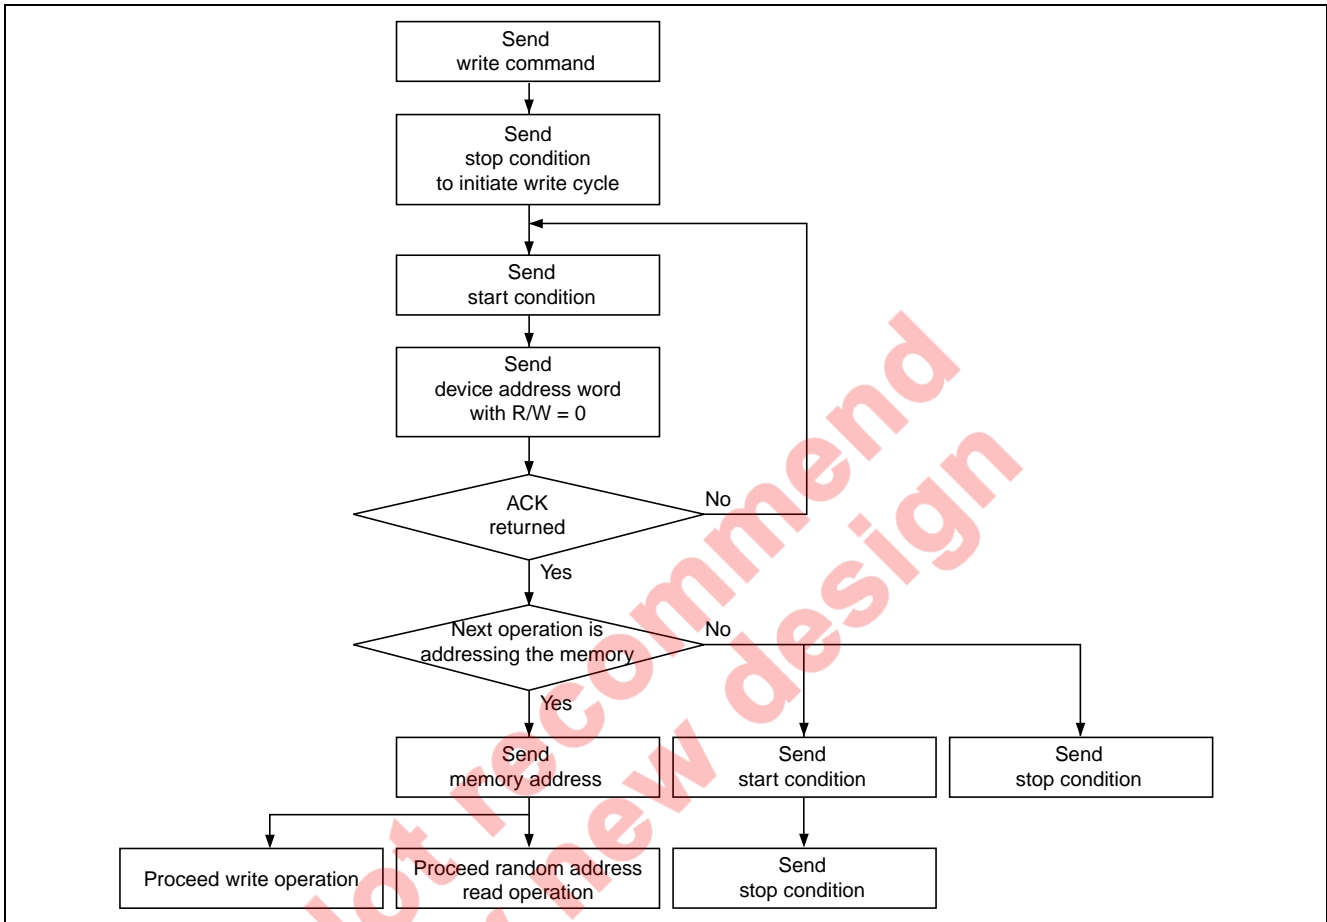 Send
write command
Send
stop condition
to initiate write cycle
Send
start condition
Send
device address word
with R/W = 0
ACK
returned
No
Yes
Next operation is
addressing the memory
No
Yes
Send
memory address
Send
start condition
Send
stop condition
Proceed write operation
Proceed random address
read operation
Send
stop condition
recommend
new design